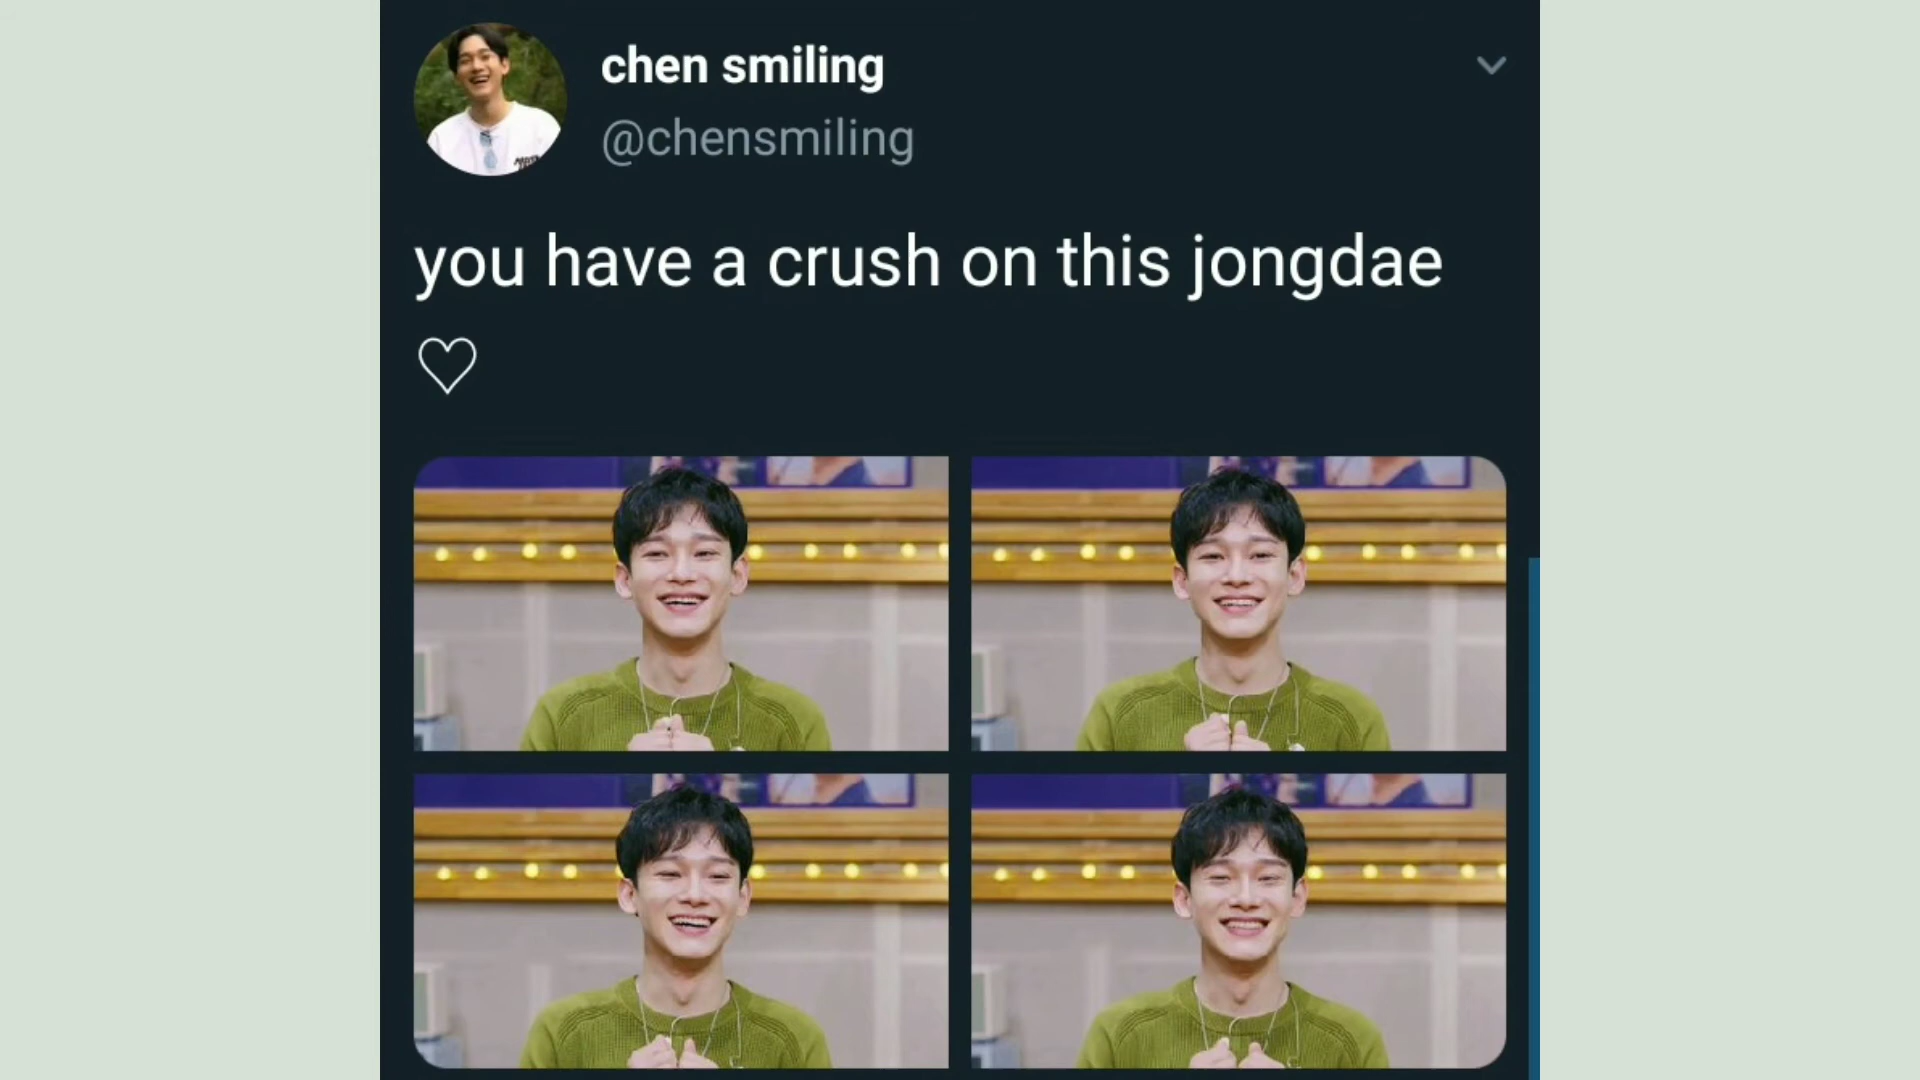 chen smiling
@chensmiling
you have a crush on this jongdae
♡